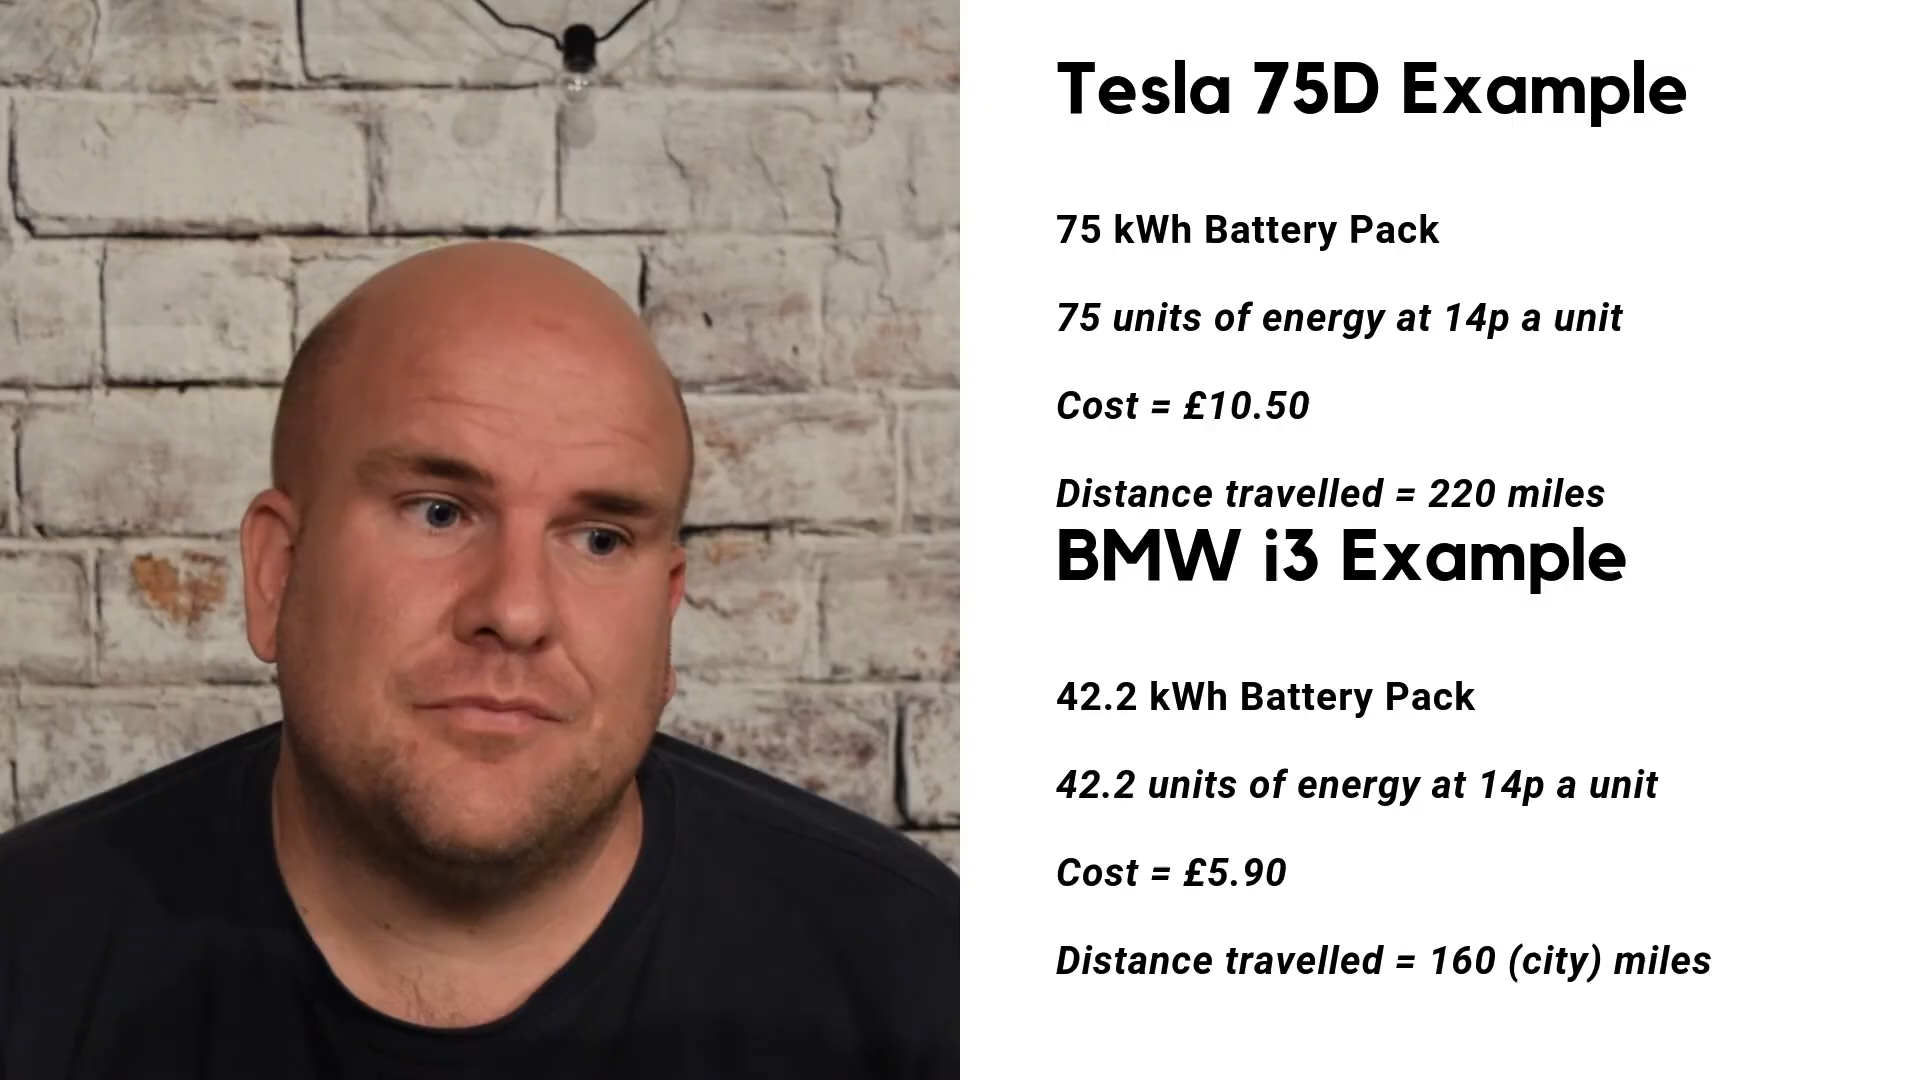 Tesla 75D Example
75 kWh Battery Pack
75 units of energy at 14p a unit
Cost = £10.50
Distance travelled = 220 miles
BMW i3 Example
42.2 kWh Battery Pack
42.2 units of energy at 14p a unit
Cost = £5.90
Distance travelled = 160 (city) miles